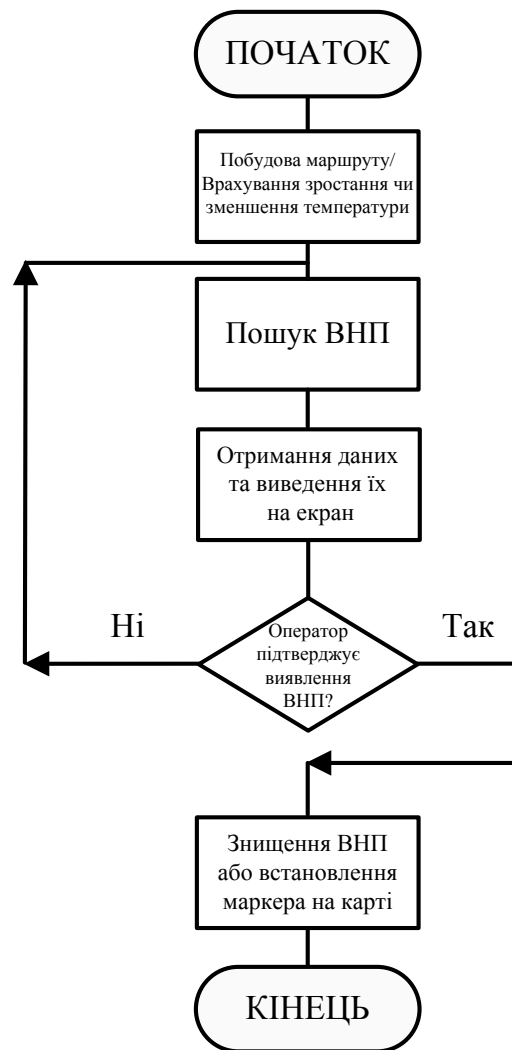 ПОЧАТОК
Побудова маршруту/
Врахування зростання чи
зменшення температури
Пошук ВНП
Отримання даних
та виведення їх
на екран
Ні
Оператор
підтверджує
виявлення
ВНП?
Так
Знищення ВНП
або встановлення
маркера на карті
КІНЕЦЬ